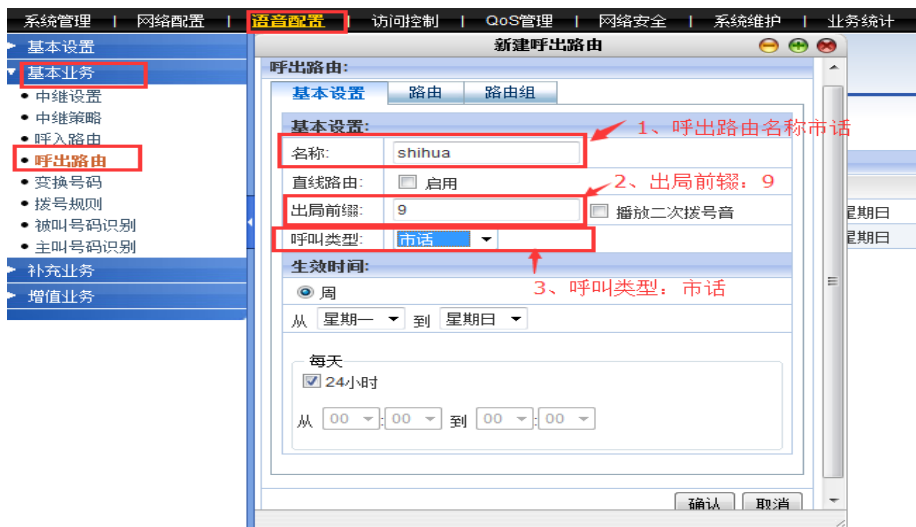 系统管理 | 网络配置 | 语音配置 | 访问控制 | QoS管理 | 网络安全 | 系统维护 | 业务统计
基本设置
基本业务
中继设置
中继策略
呼入路由
呼出路由
变换号码
拨号规则
被叫号码识别
主叫号码识别
补充业务
增值业务
新建呼出路由
呼出路由:
基本设置 路由 路由组
基本设置:
1、呼出路由名称市话
名称: shihua
直线路由: 启用
2、出局前缀：9
出局前缀: 9 播放二次拨号音
呼叫类型: 市话
3、呼叫类型：市话
生效时间:
周
从 星期一 到 星期日
每天
24小时
从 00 : 00 到 00 : 00
确认 取消
星期日
星期日